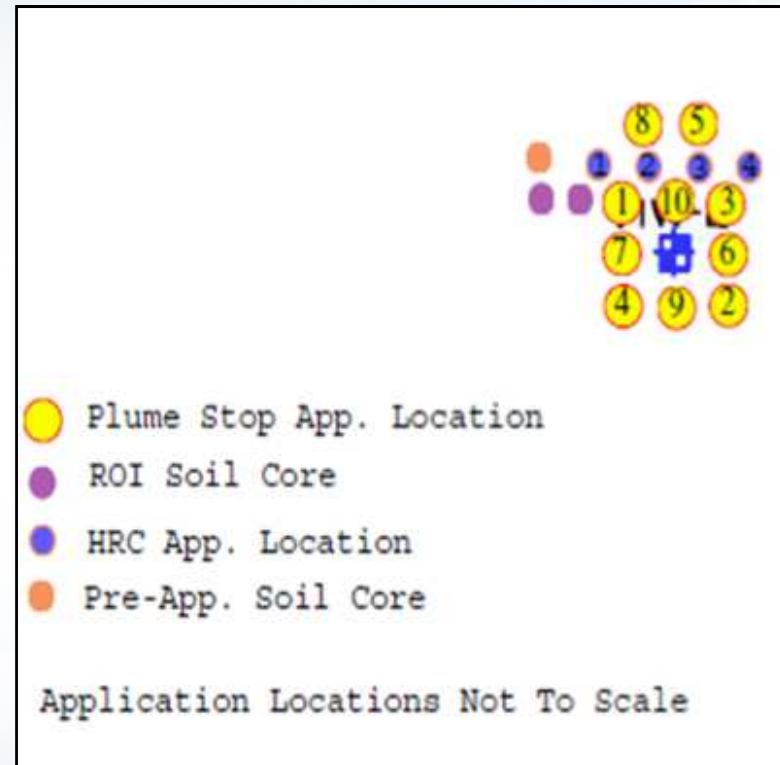 8 5
1 2 3 4
1 10 3
7 6
4 9 2
Plume Stop App. Location
ROI Soil Core
HRC App. Location
Pre-App. Soil Core
Application Locations Not To Scale